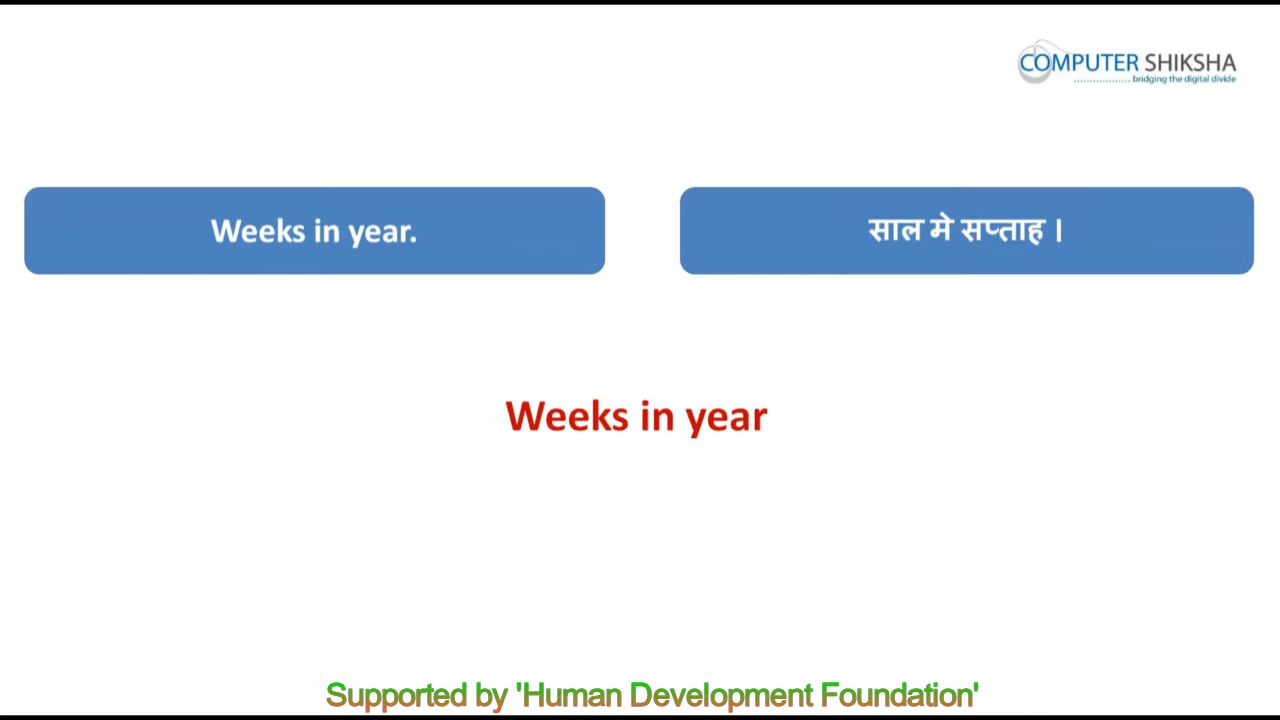 COMPUTER SHIKSHA
bridging the digital divide
Weeks in year.
साल मे सप्ताह ।
Weeks in year
Supported by 'Human Development Foundation'